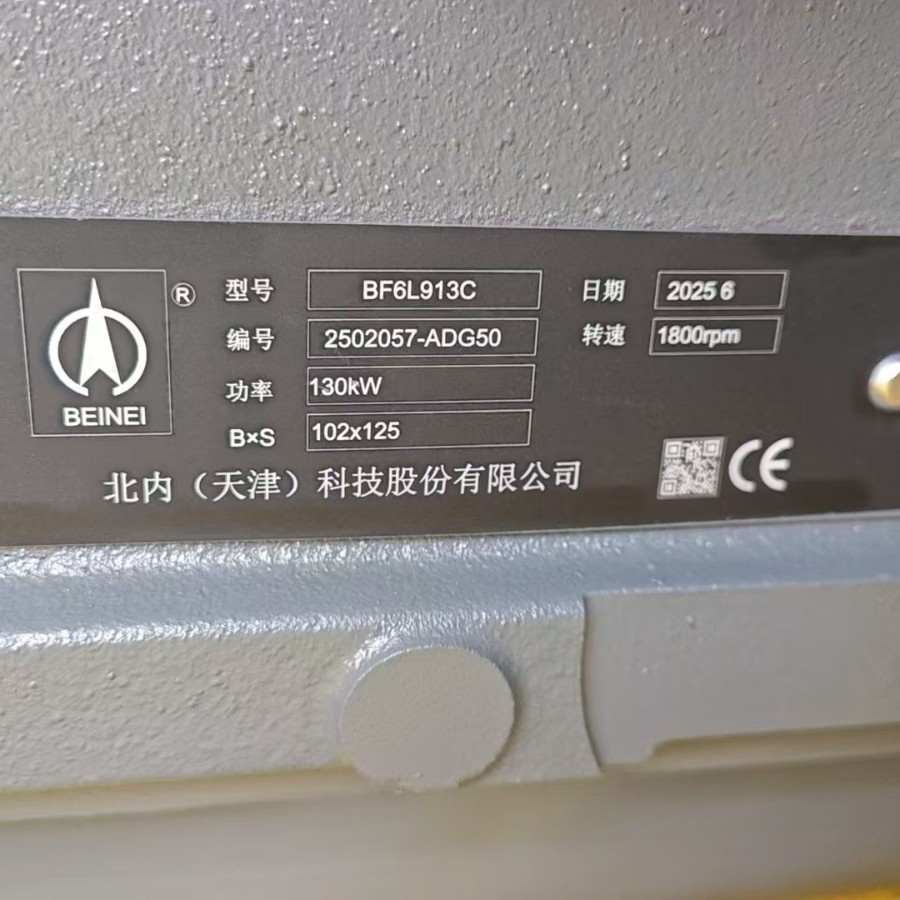 BEINEI ®
型号 BF6L913C 日期 2025 6
编号 2502057-ADG50 转速 1800rpm
功率 130kW
B×S 102x125
北内（天津）科技股份有限公司 CE